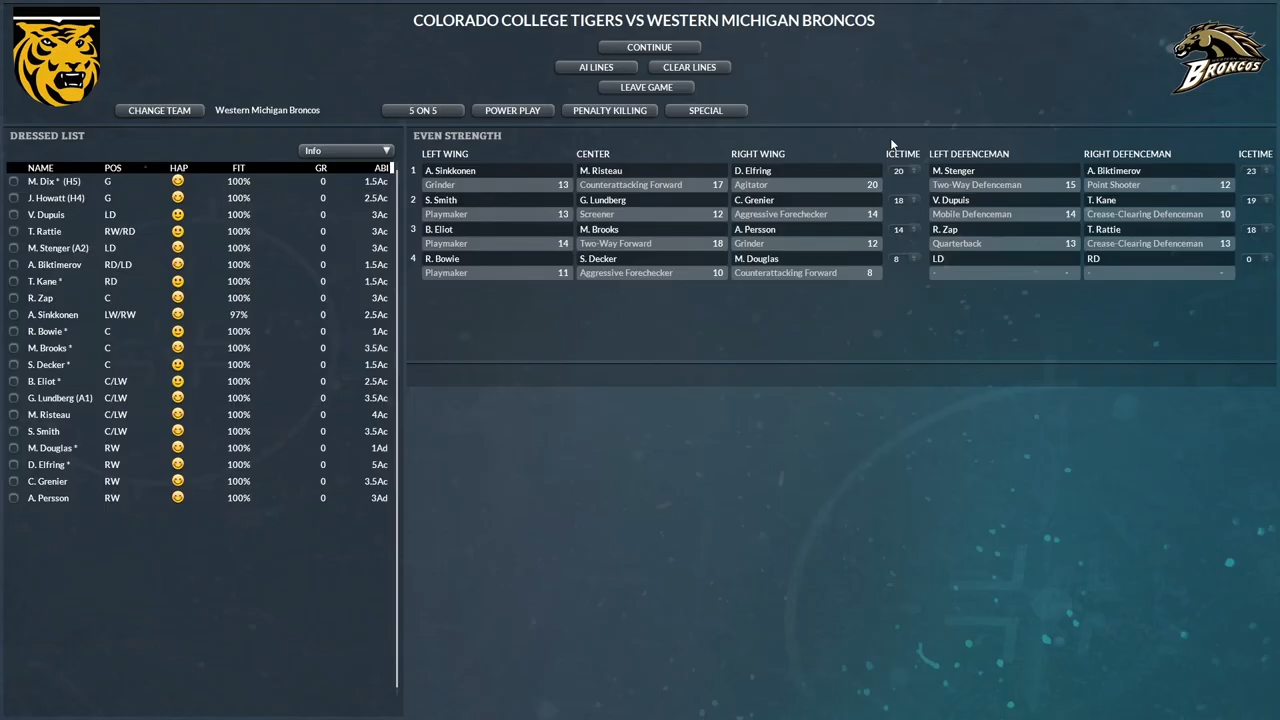 COLORADO COLLEGE TIGERS VS WESTERN MICHIGAN BRONCOS
CONTINUE
AI LINES CLEAR LINES
LEAVE GAME
CHANGE TEAM Western Michigan Broncos 5 ON 5 POWER PLAY PENALTY KILLING SPECIAL
WESTERN MICHIGAN
BRONCOS
DRESSED LIST
Info
NAME POS HAP FIT GR ABI
M. Dix * (H5) G 100% 0 1.5Ac
J. Howatt (H4) G 100% 0 2.5Ac
V. Dupuis LD 100% 0 3Ac
T. Rattie RW/RD 100% 0 3Ac
M. Stenger (A2) LD 100% 0 3Ac
A. Biktimerov RD/LD 100% 0 1.5Ac
T. Kane * RD 100% 0 1.5Ac
R. Zap C 100% 0 3Ac
A. Sinkkonen LW/RW 97% 0 2.5Ac
R. Bowie * C 100% 0 1Ac
M. Brooks * C 100% 0 3.5Ac
S. Decker * C 100% 0 1.5Ac
B. Eliot * C/LW 100% 0 2.5Ac
G. Lundberg (A1) C/LW 100% 0 3.5Ac
M. Risteau C/LW 100% 0 4Ac
S. Smith C/LW 100% 0 3.5Ac
M. Douglas * RW 100% 0 1Ad
D. Elfring * RW 100% 0 5Ac
C. Grenier RW 100% 0 3.5Ac
A. Persson RW 100% 0 3Ad
EVEN STRENGTH
LEFT WING CENTER RIGHT WING ICETIME LEFT DEFENCEMAN RIGHT DEFENCEMAN ICETIME
1 A. Sinkkonen M. Risteau D. Elfring 20 M. Stenger A. Biktimerov 23
Grinder 13 Counterattacking Forward 17 Agitator 20 Two-Way Defenceman 15 Point Shooter 12
2 S. Smith G. Lundberg C. Grenier 18 V. Dupuis T. Kane 19
Playmaker 13 Screener 12 Aggressive Forechecker 14 Mobile Defenceman 14 Crease-Clearing Defenceman 10
3 B. Eliot M. Brooks A. Persson 14 R. Zap T. Rattie 18
Playmaker 14 Two-Way Forward 18 Grinder 12 Quarterback 13 Crease-Clearing Defenceman 13
4 R. Bowie S. Decker M. Douglas 8 LD RD 0
Playmaker 11 Aggressive Forechecker 10 Counterattacking Forward 8 - - - -